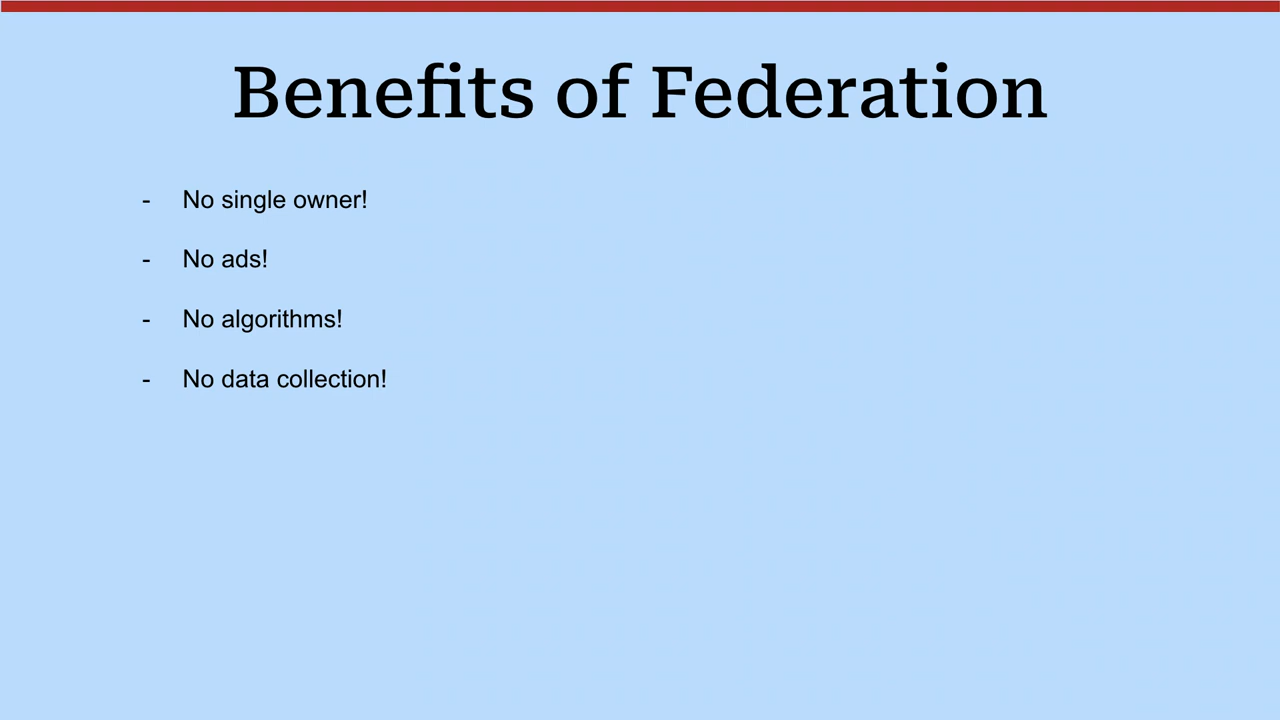 Benefits of Federation
- No single owner!
- No ads!
- No algorithms!
- No data collection!